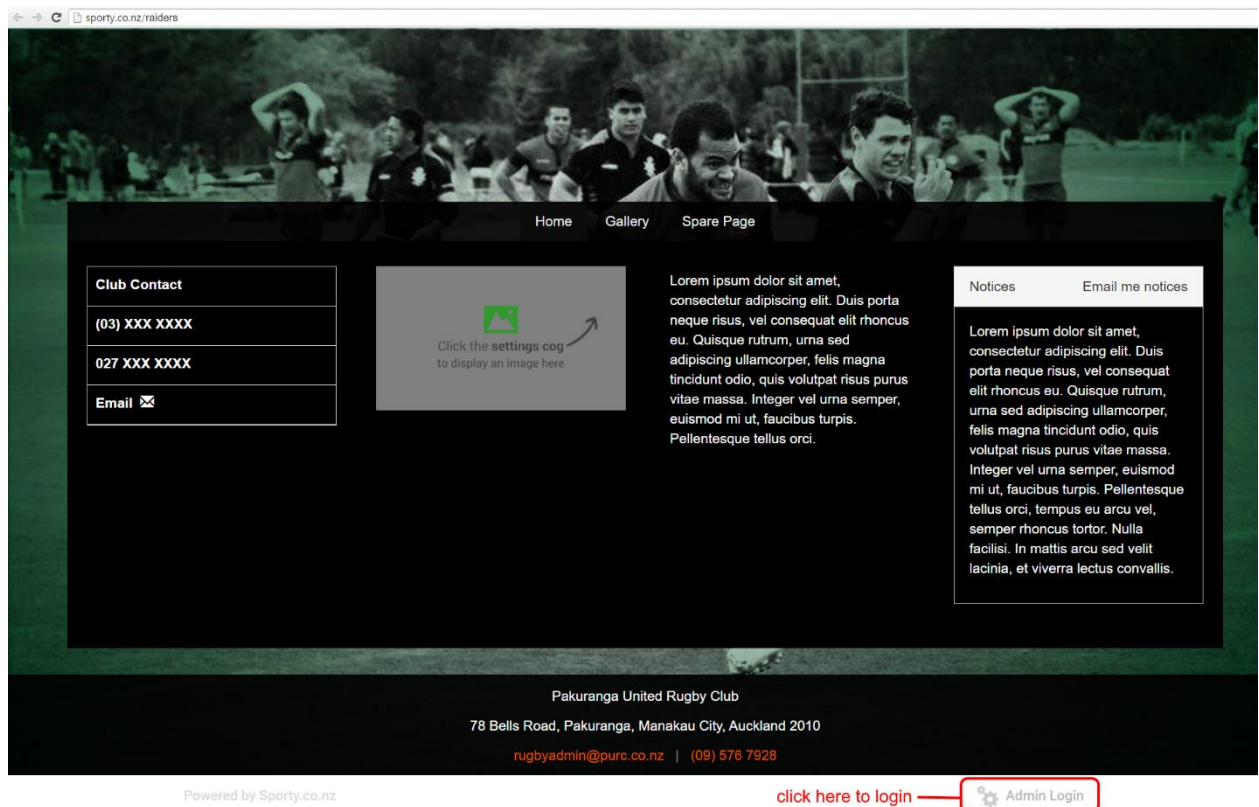 sporty.co.nz/raiders
Home Gallery Spare Page
Club Contact
(03) XXX XXXX
027 XXX XXXX
Email
Click the settings cog
to display an image here
Lorem ipsum dolor sit amet,
consectetur adipiscing elit. Duis porta
neque risus, vel consequat elit rhoncus
eu. Quisque rutrum, urna sed
adipiscing ullamcorper, felis magna
tincidunt odio, quis volutpat risus purus
vitae massa. Integer vel urna semper,
euismod mi ut, faucibus turpis.
Pellentesque tellus orci.
Notices Email me notices
Lorem ipsum dolor sit amet,
consectetur adipiscing elit. Duis
porta neque risus, vel consequat
elit rhoncus eu. Quisque rutrum,
urna sed adipiscing ullamcorper,
felis magna tincidunt odio, quis
volutpat risus purus vitae massa.
Integer vel urna semper, euismod
mi ut, faucibus turpis. Pellentesque
tellus orci, tempus eu arcu vel,
semper rhoncus tortor. Nulla
facilisi. In mattis arcu sed velit
lacinia, et viverra lectus convallis.
Pakuranga United Rugby Club
78 Bells Road, Pakuranga, Manakau City, Auckland 2010
rugbyadmin@purc.co.nz | (09) 576 7928
Powered by Sporty.co.nz click here to login Admin Login